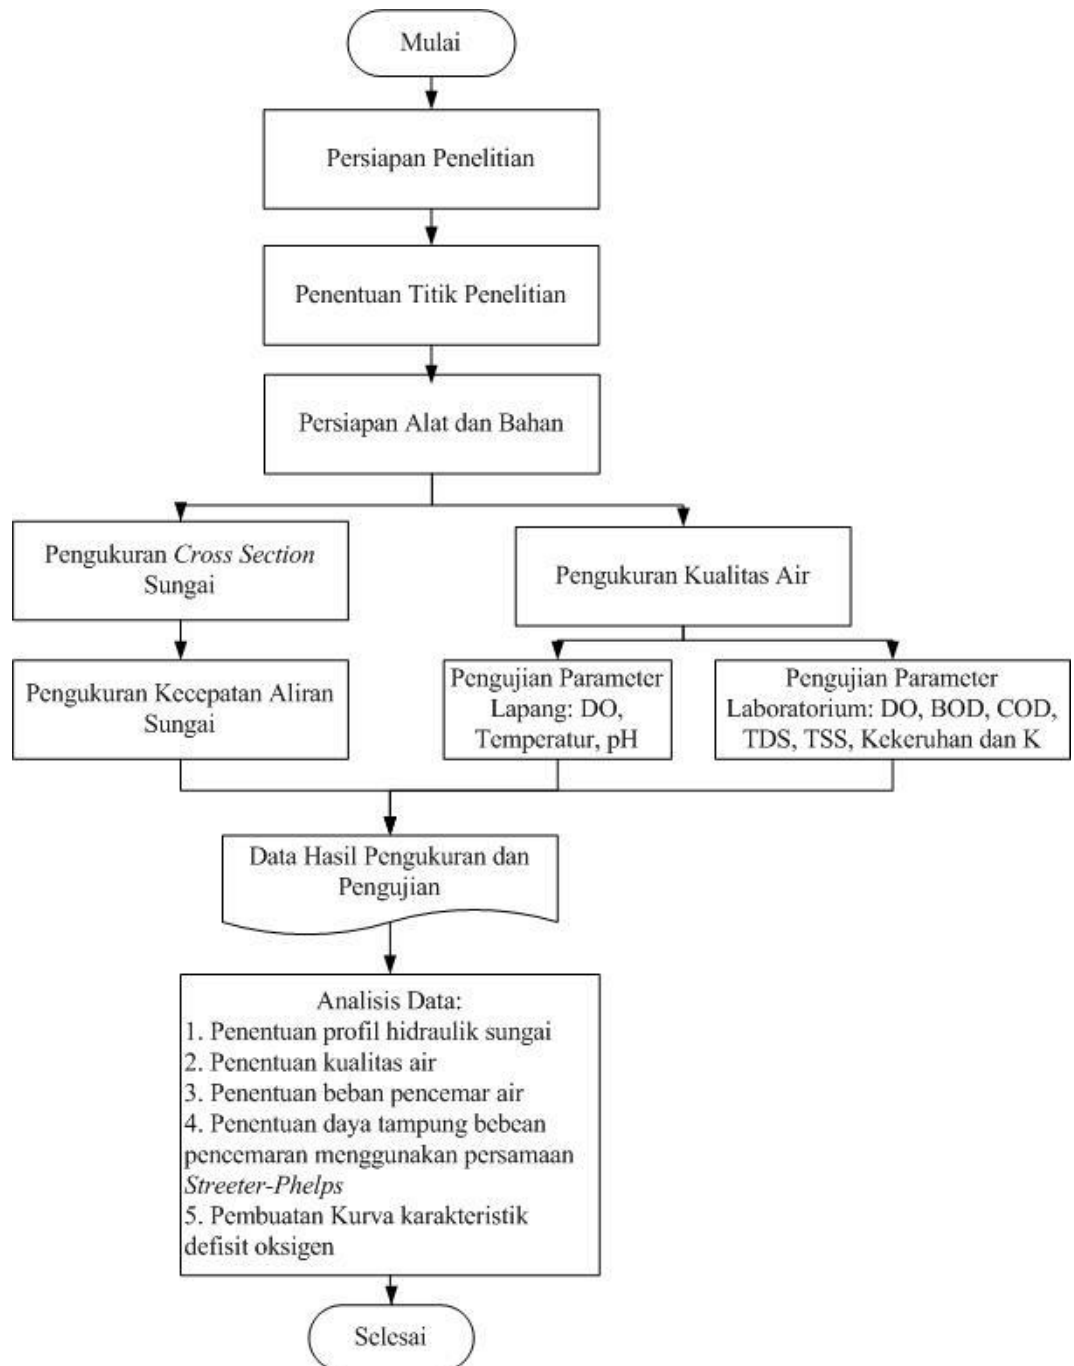 Mulai
Persiapan Penelitian
Penentuan Titik Penelitian
Persiapan Alat dan Bahan
Pengukuran Cross Section
Sungai
Pengukuran Kualitas Air
Pengukuran Kecepatan Aliran
Sungai
Pengujian Parameter
Lapang: DO,
Temperatur, pH
Pengujian Parameter
Laboratorium: DO, BOD, COD,
TDS, TSS, Kekeruhan dan K
Data Hasil Pengukuran dan
Pengujian
Analisis Data:
1. Penentuan profil hidraulik sungai
2. Penentuan kualitas air
3. Penentuan beban pencemar air
4. Penentuan daya tampung bebean
pencemaran menggunakan persamaan
Streeter-Phelps
5. Pembuatan Kurva karakteristik
defisit oksigen
Selesai